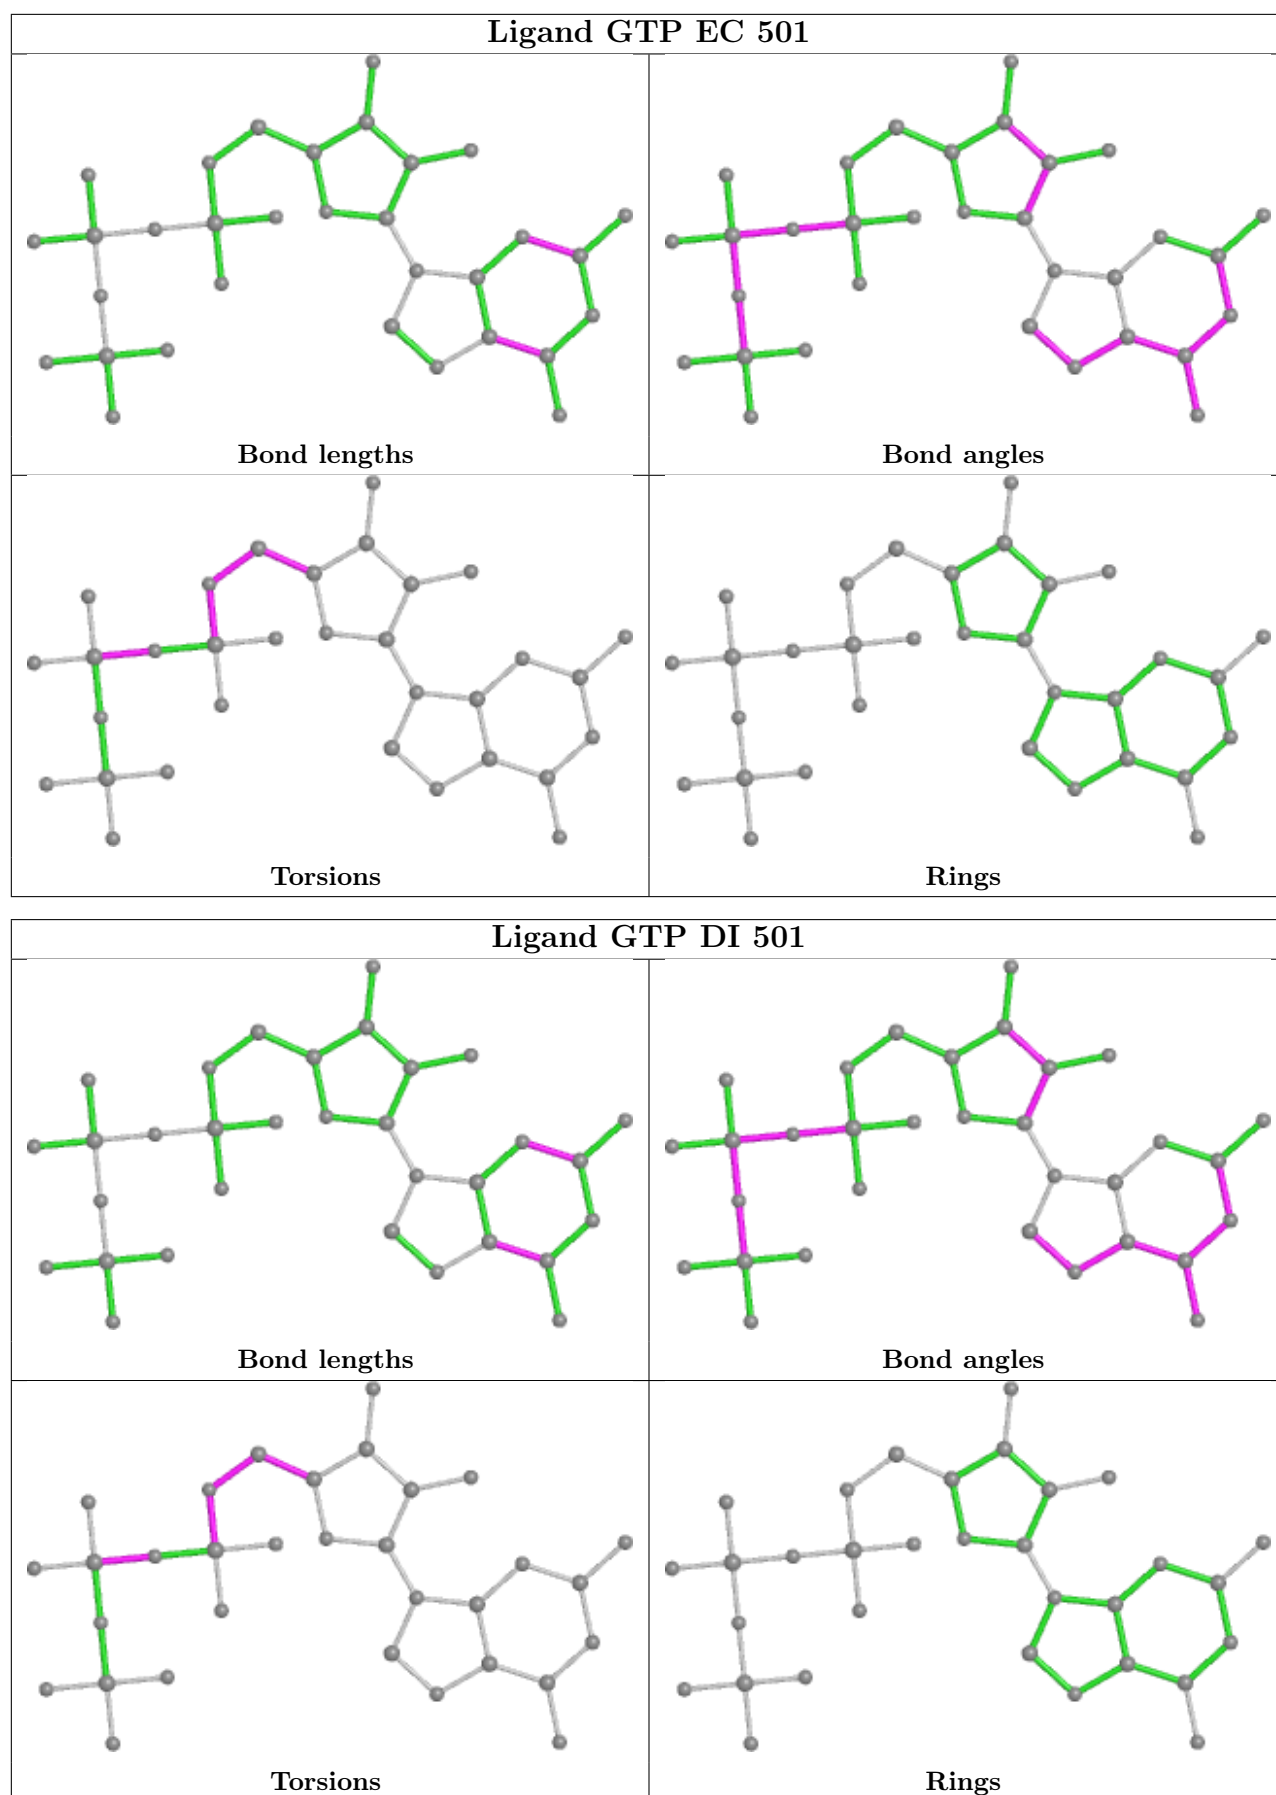 Ligand GTP EC 501
Bond lengths
Bond angles
Torsions
Rings
Ligand GTP DI 501
Bond lengths
Bond angles
Torsions
Rings